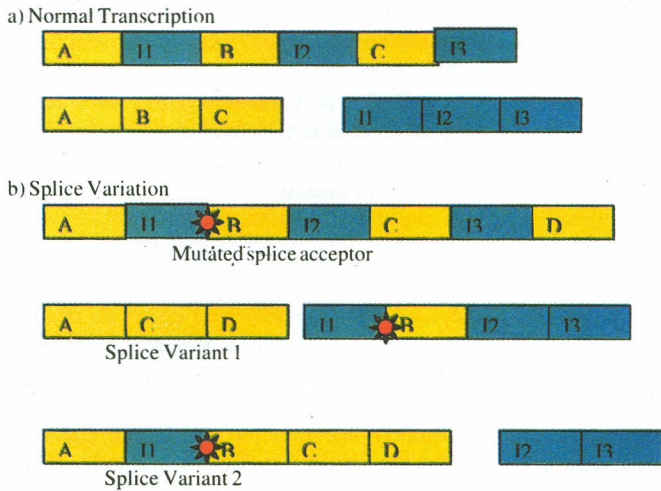 a) Normal Transcription
A I1 B I2 C I3
A B C I1 I2 I3
b) Splice Variation
A I1 B I2 C I3 D
Mutated splice acceptor
A C D I1 B I2 I3
Splice Variant 1
A I1 B C D I2 I3
Splice Variant 2